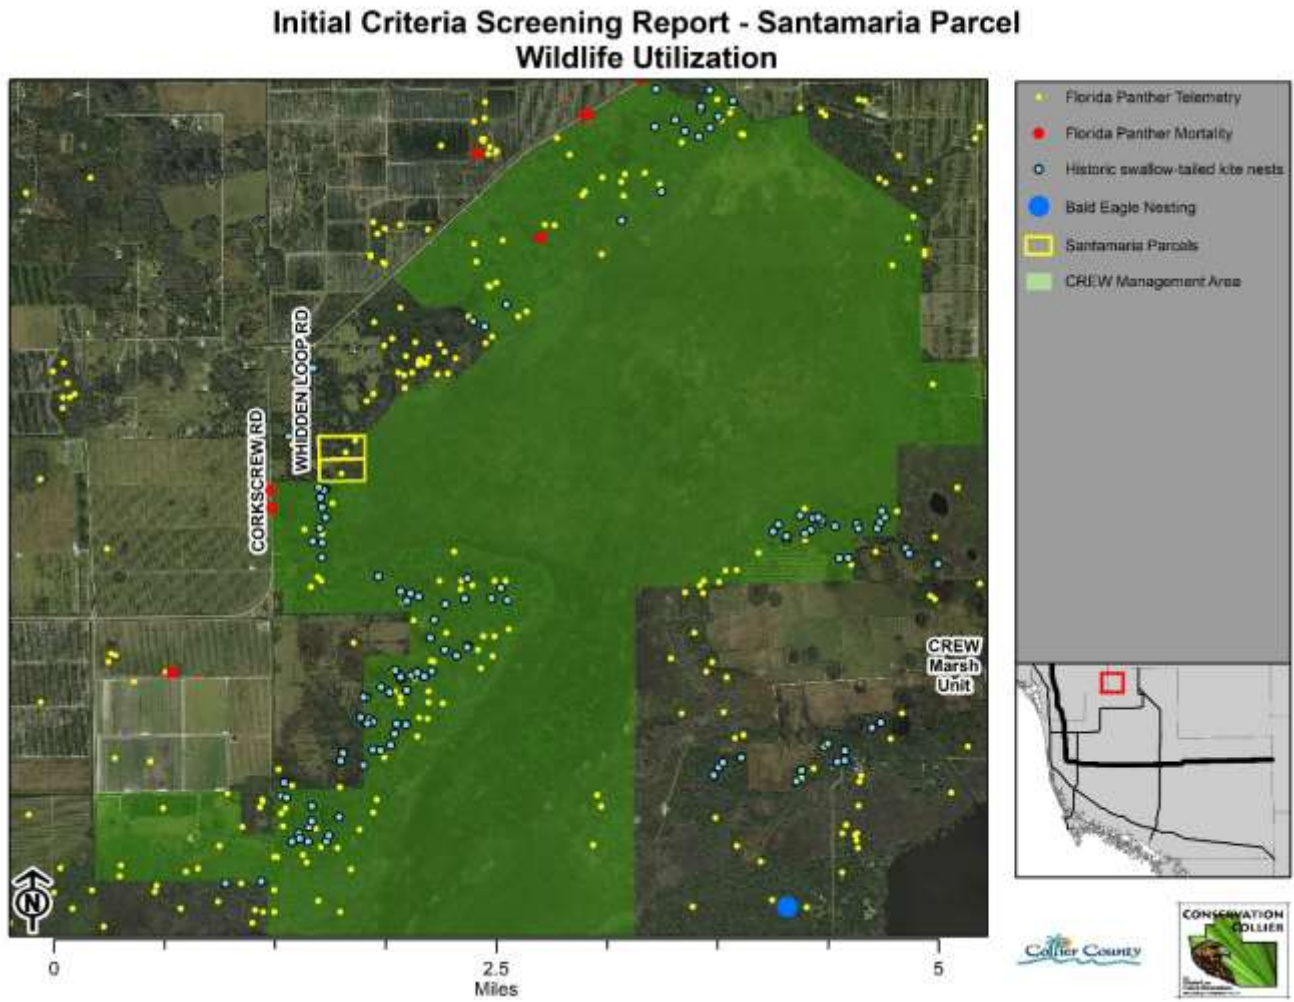 Initial Criteria Screening Report - Santamaria Parcel
Wildlife Utilization
Florida Panther Telemetry
Florida Panther Mortality
Historic swallow-tailed kite nests
Bald Eagle Nesting
Santamaria Parcels
CREW Management Area
WHIDDEN LOOP RD
CORKSCREW RD
CREW
Marsh
Unit
N
0
2.5
5
Miles
Collier County
CONSERVATION
COLLIER